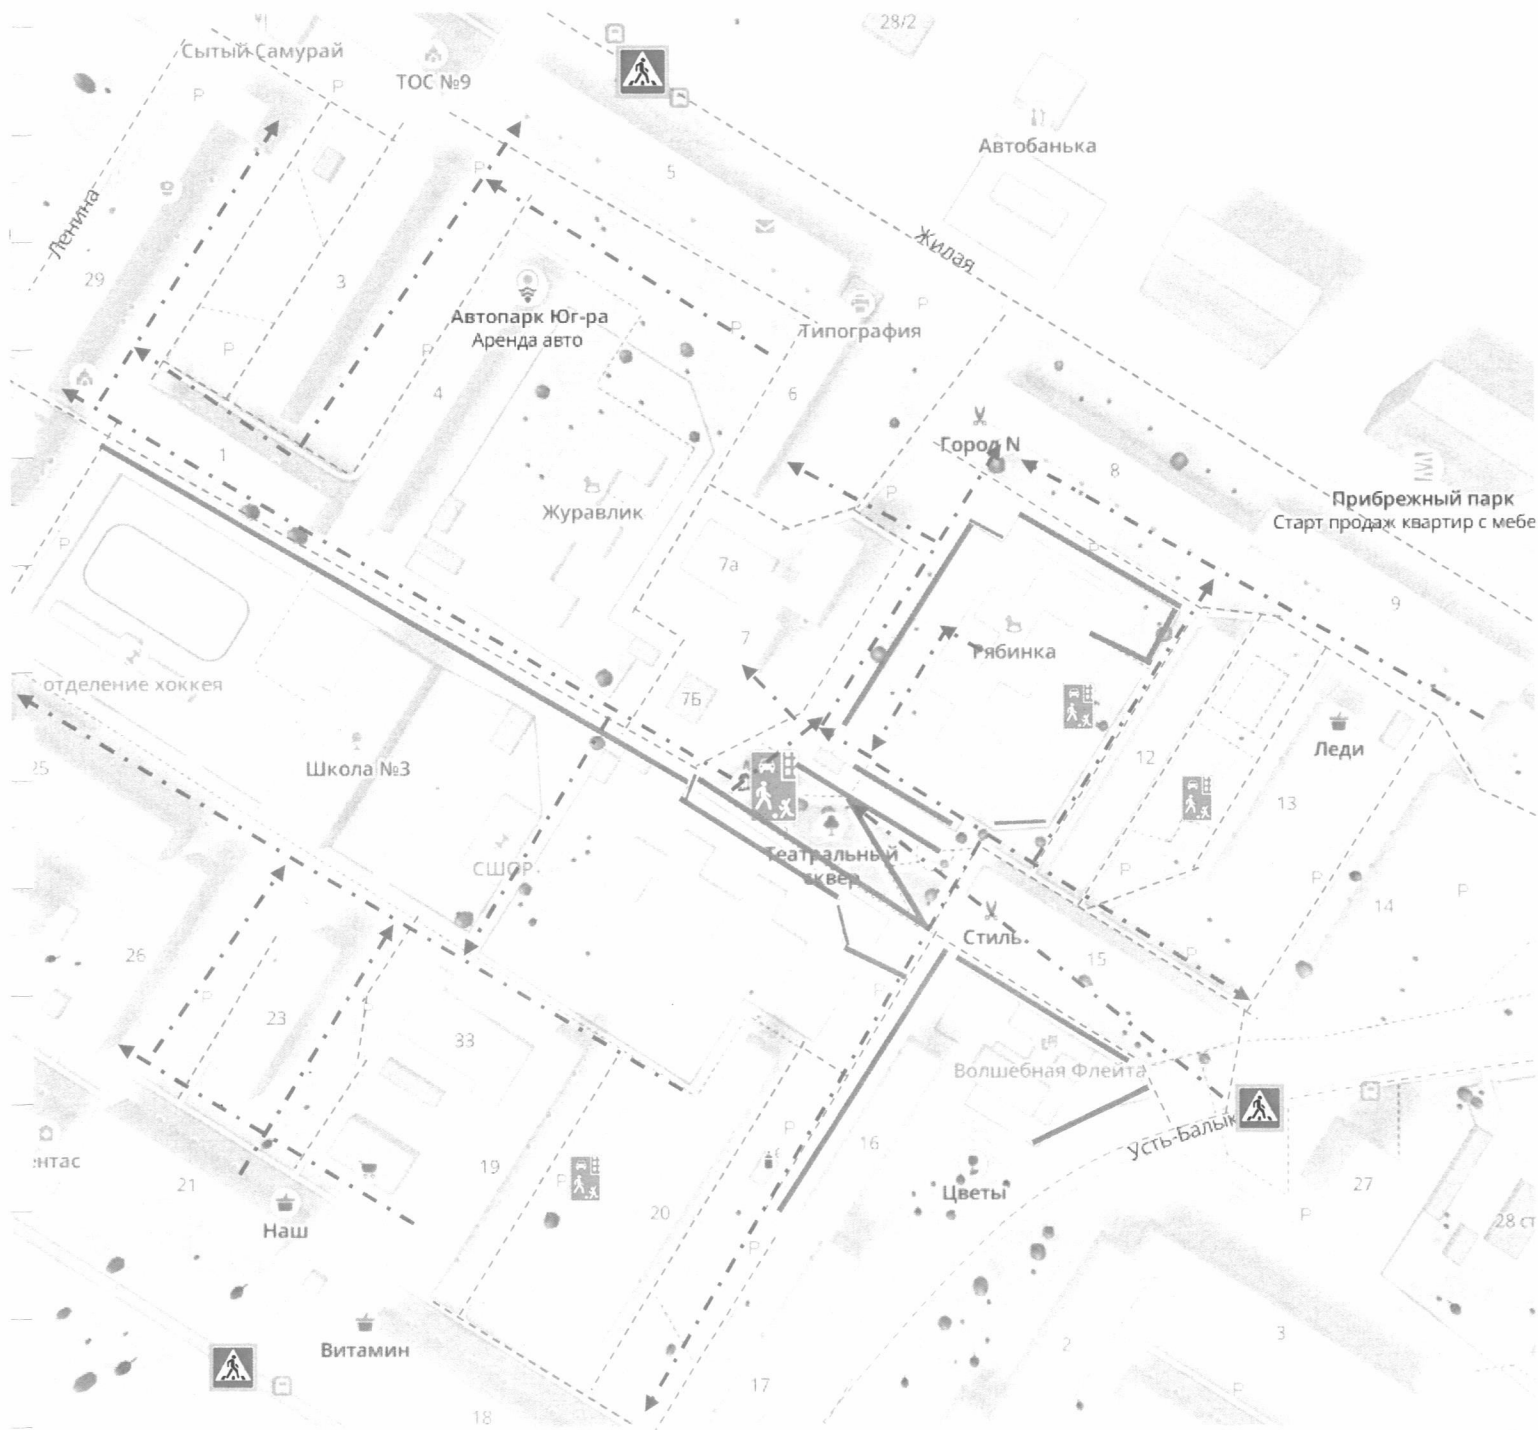 28/2
Сытый Самурай
ТОС №9
P
P
Автобанька
P
5
Ленина
Жилая
29
3
P
Автопарк Юг-ра
Аренда авто
P
Типография
P
P
4
6
Город N
8
1
Прибрежный парк
Старт продаж квартир с мебе
Журавлик
P
P
P
7а
7
9
7
Рябинка
отделение хоккея
7Б
Леди
25
Школа №3
12
13
СШОР
Театральный
сквер
P
P
P
14
Стиль
26
15
P
P
P
23
33
Волшебная Флейта
P
16
Усть-Балык
нтас
21
19
P
27
Цветы
Наш
20
P
28 ст
P
Витамин
2
3
17
P
18